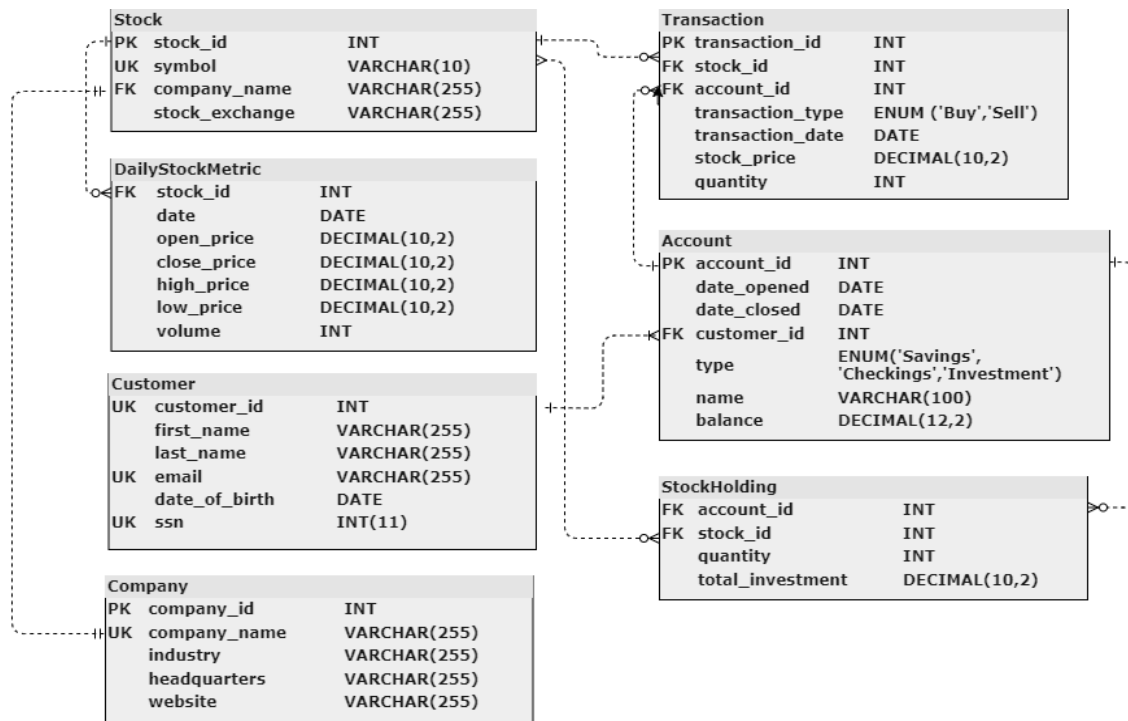 Stock
PK stock_id INT
UK symbol VARCHAR(10)
FK company_name VARCHAR(255)
stock_exchange VARCHAR(255)
DailyStockMetric
FK stock_id INT
date DATE
open_price DECIMAL(10,2)
close_price DECIMAL(10,2)
high_price DECIMAL(10,2)
low_price DECIMAL(10,2)
volume INT
Customer
UK customer_id INT
first_name VARCHAR(255)
last_name VARCHAR(255)
UK email VARCHAR(255)
date_of_birth DATE
UK ssn INT(11)
Company
PK company_id INT
UK company_name VARCHAR(255)
industry VARCHAR(255)
headquarters VARCHAR(255)
website VARCHAR(255)
Transaction
PK transaction_id INT
FK stock_id INT
FK account_id INT
transaction_type ENUM ('Buy','Sell')
transaction_date DATE
stock_price DECIMAL(10,2)
quantity INT
Account
PK account_id INT
date_opened DATE
date_closed DATE
FK customer_id INT
type ENUM('Savings',
'Checkings','Investment')
name VARCHAR(100)
balance DECIMAL(12,2)
StockHolding
FK account_id INT
FK stock_id INT
quantity INT
total_investment DECIMAL(10,2)